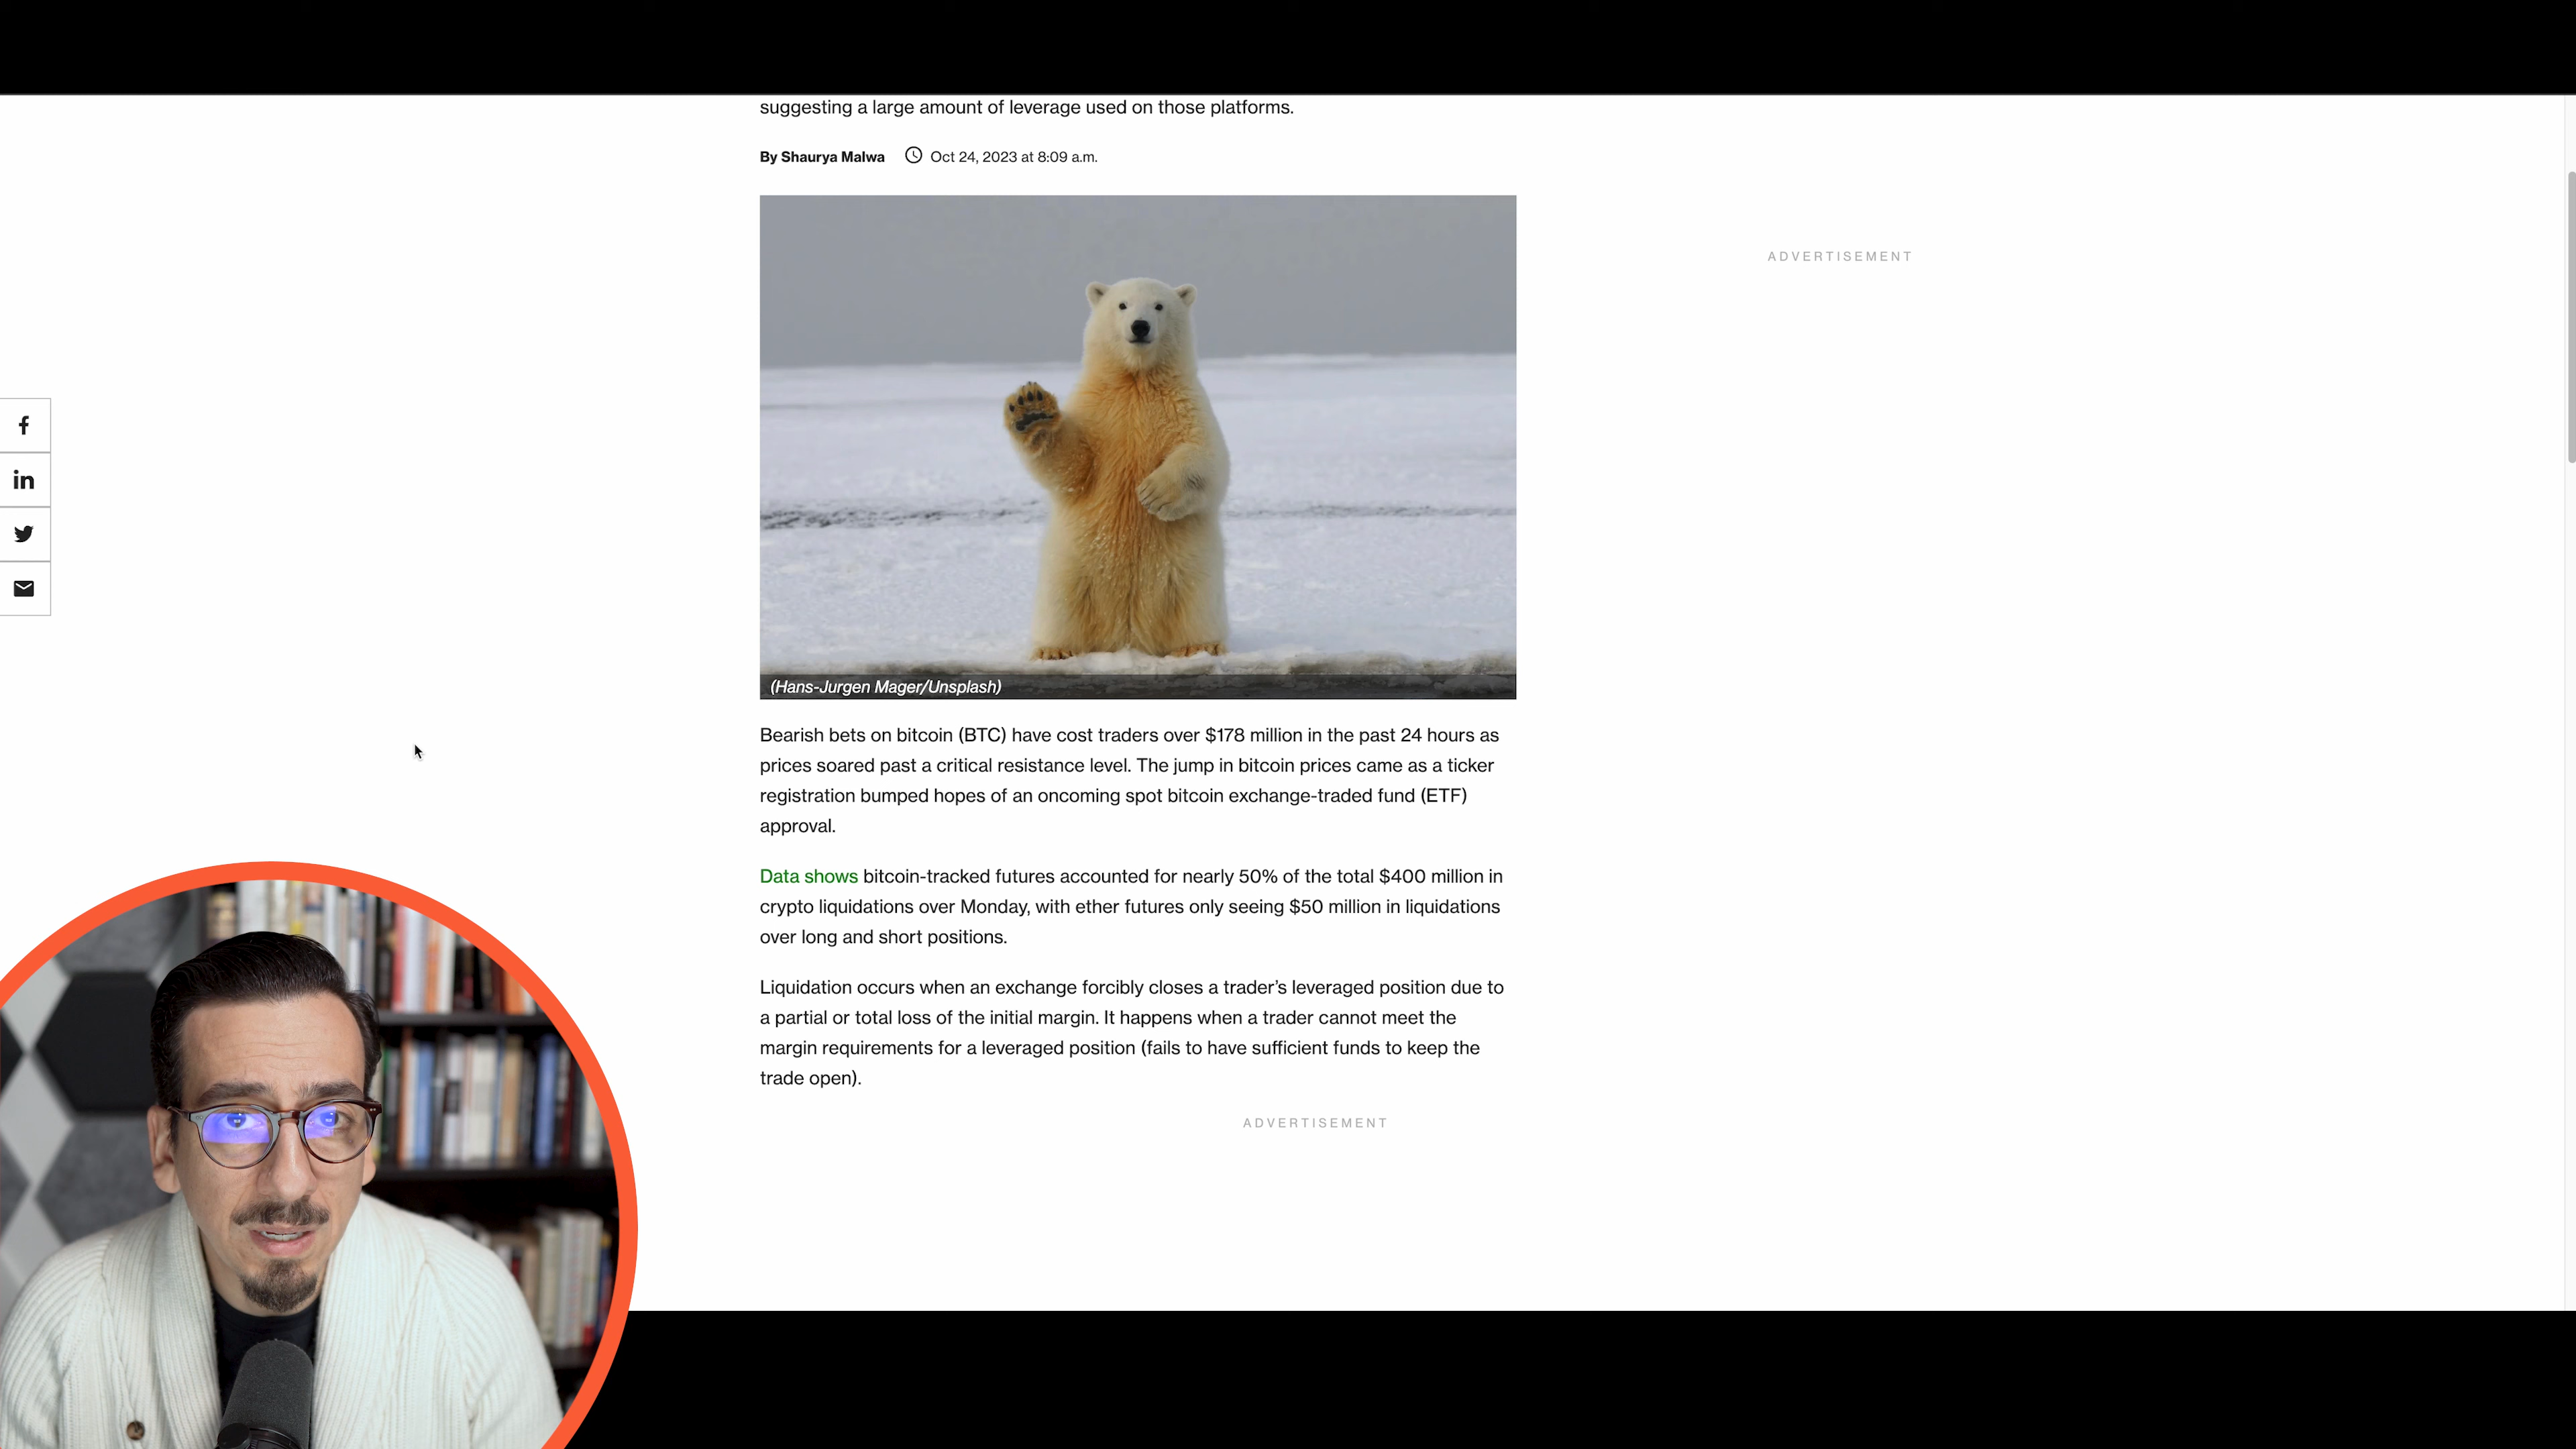 suggesting a large amount of leverage used on those platforms.
By Shaurya Malwa Oct 24, 2023 at 8:09 a.m.
ADVERTISEMENT
f
in
(Hans-Jurgen Mager/Unsplash)
Bearish bets on bitcoin (BTC) have cost traders over $178 million in the past 24 hours as
prices soared past a critical resistance level. The jump in bitcoin prices came as a ticker
registration bumped hopes of an oncoming spot bitcoin exchange-traded fund (ETF)
approval.
Data shows bitcoin-tracked futures accounted for nearly 50% of the total $400 million in
crypto liquidations over Monday, with ether futures only seeing $50 million in liquidations
over long and short positions.
Liquidation occurs when an exchange forcibly closes a trader’s leveraged position due to
a partial or total loss of the initial margin. It happens when a trader cannot meet the
margin requirements for a leveraged position (fails to have sufficient funds to keep the
trade open).
ADVERTISEMENT